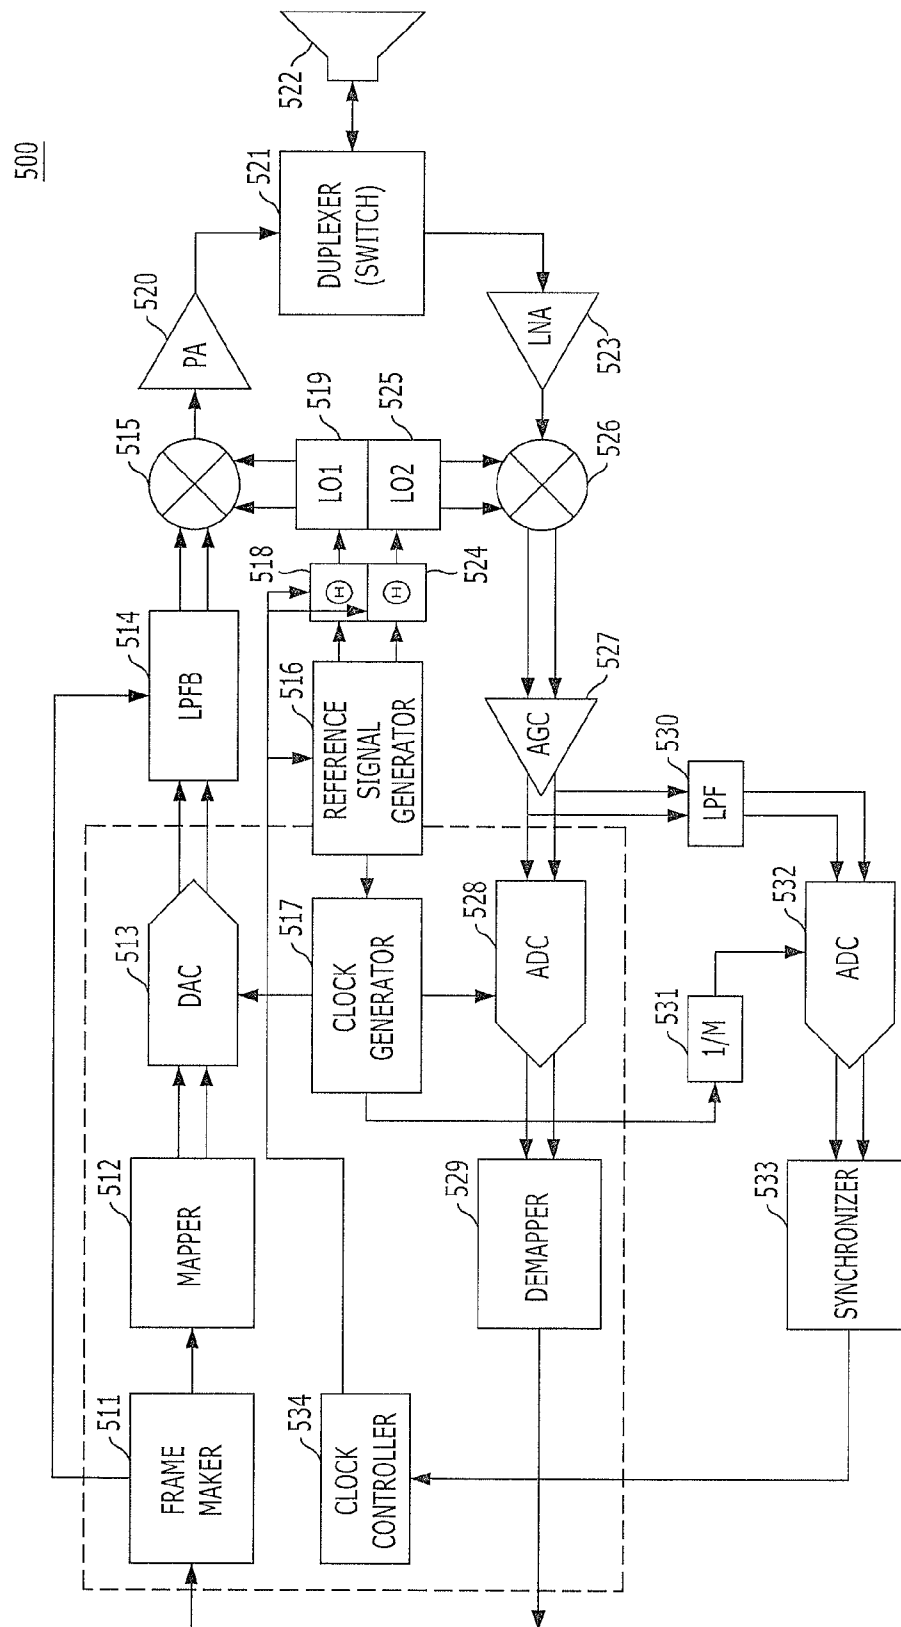 500
511
FRAME
MAKER
512
MAPPER
513
DAC
514
LPFB
515
520
PA
521
DUPLEXER
(SWITCH)
522
534
CLOCK
CONTROLLER
517
CLOCK
GENERATOR
516
REFERENCE
SIGNAL
GENERATOR
518
Θ
Θ
524
519
LO1
LO2
525
529
DEMAPPER
528
ADC
527
AGC
526
LNA
523
533
SYNCHRONIZER
532
ADC
531
1/M
530
LPF